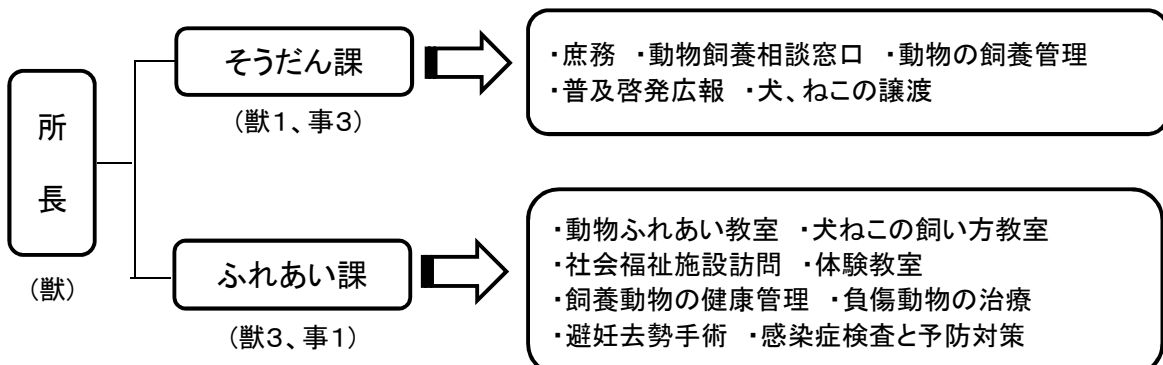 所
長
(獣)
そうだん課
(獣1、事3)
・庶務 ・動物飼養相談窓口 ・動物の飼養管理
・普及啓発広報 ・犬、ねこの譲渡
ふれあい課
(獣3、事1)
・動物ふれあい教室 ・犬ねこの飼い方教室
・社会福祉施設訪問 ・体験教室
・飼養動物の健康管理 ・負傷動物の治療
・避妊去勢手術 ・感染症検査と予防対策